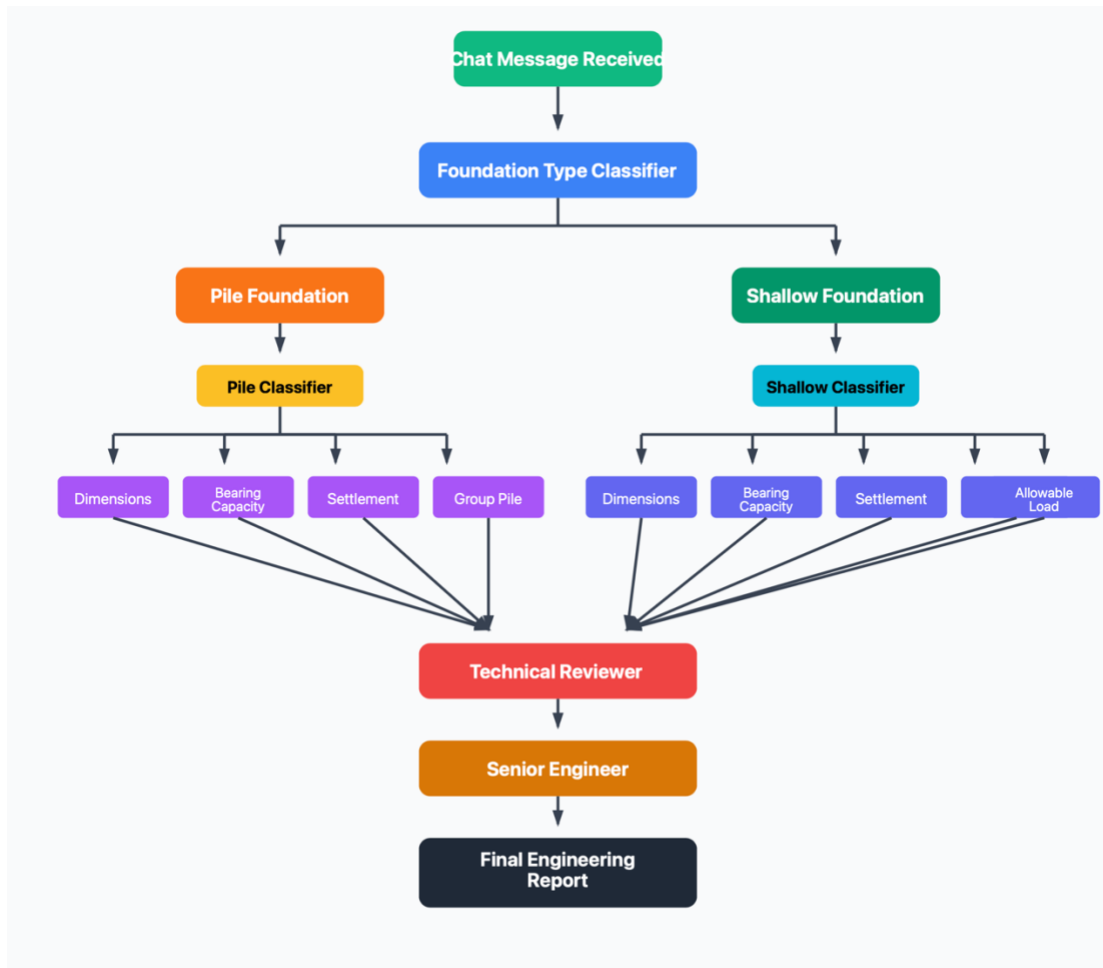 Chat Message Received
Foundation Type Classifier
Pile Foundation
Shallow Foundation
Pile Classifier
Shallow Classifier
Dimensions
Bearing
Capacity
Settlement
Group Pile
Dimensions
Bearing
Capacity
Settlement
Allowable
Load
Technical Reviewer
Senior Engineer
Final Engineering
Report